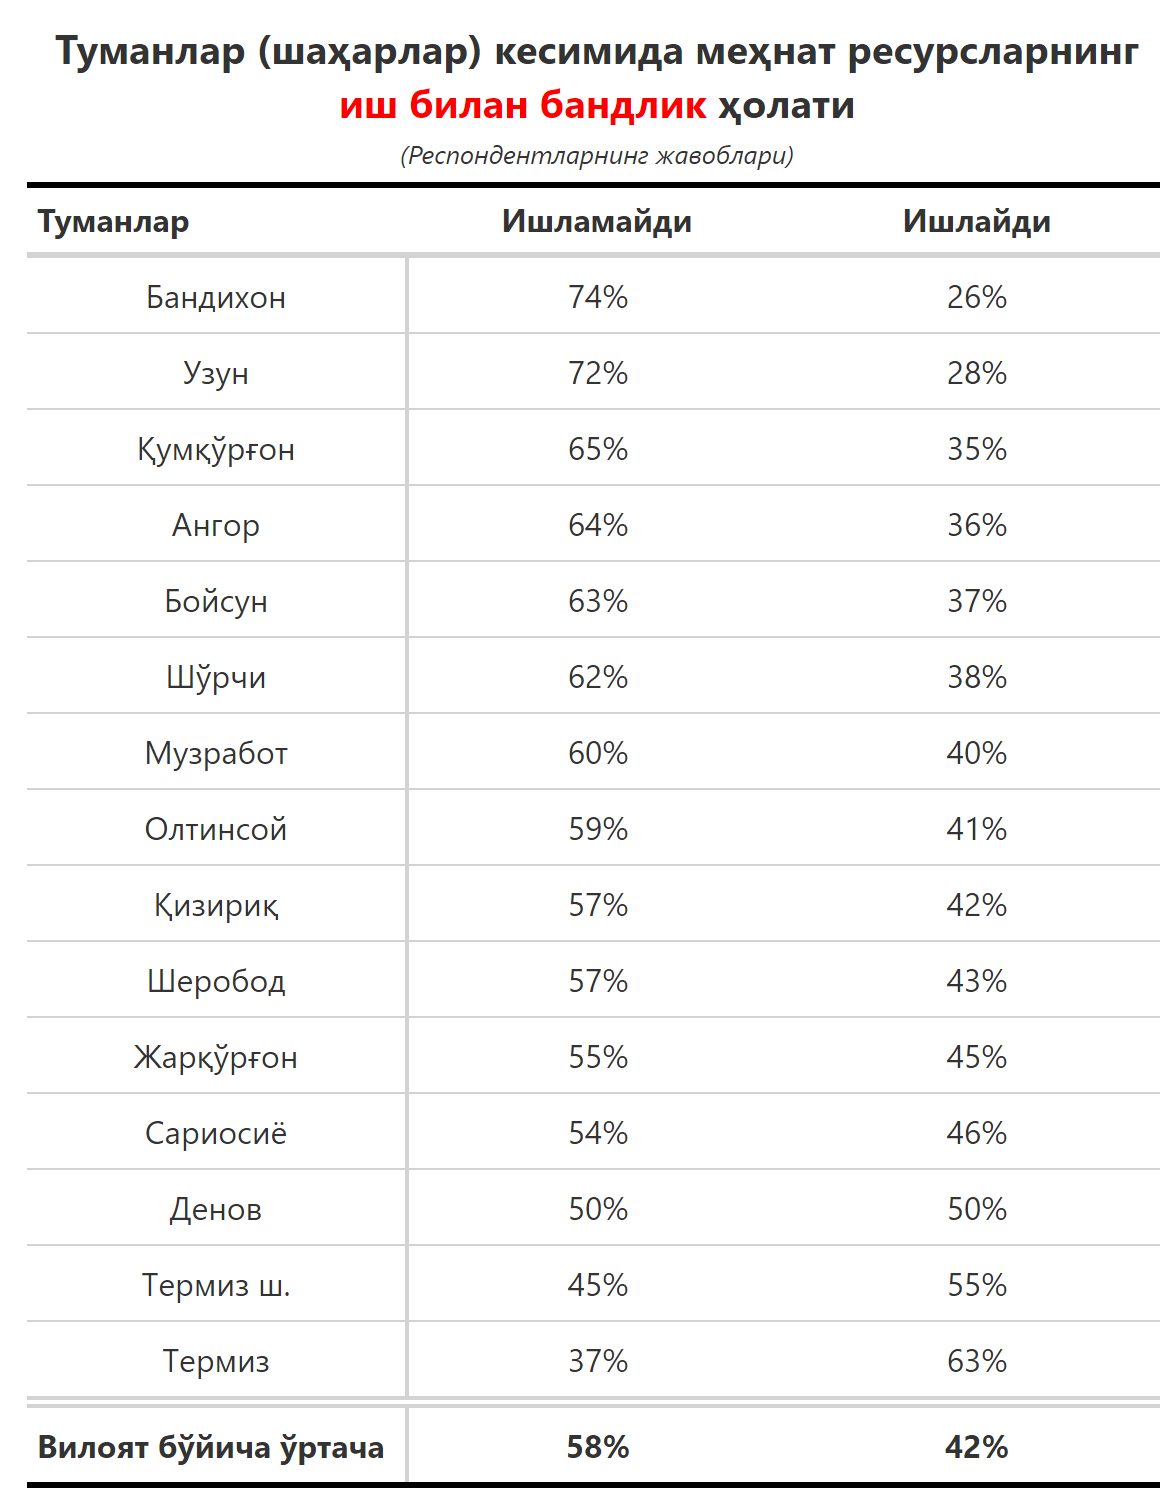 Туманлар (шаҳарлар) кесимида меҳнат ресурсларнинг
иш билан бандлик ҳолати
(Респондентларнинг жавоблари)
Туманлар Ишламайди Ишлайди
Бандихон 74% 26%
Узун 72% 28%
Қумқўрғон 65% 35%
Ангор 64% 36%
Бойсун 63% 37%
Шўрчи 62% 38%
Музработ 60% 40%
Олтинсой 59% 41%
Қизириқ 57% 42%
Шеробод 57% 43%
Жарқўрғон 55% 45%
Сариосиё 54% 46%
Денов 50% 50%
Термиз ш. 45% 55%
Термиз 37% 63%
Вилоят бўйича ўртача 58% 42%